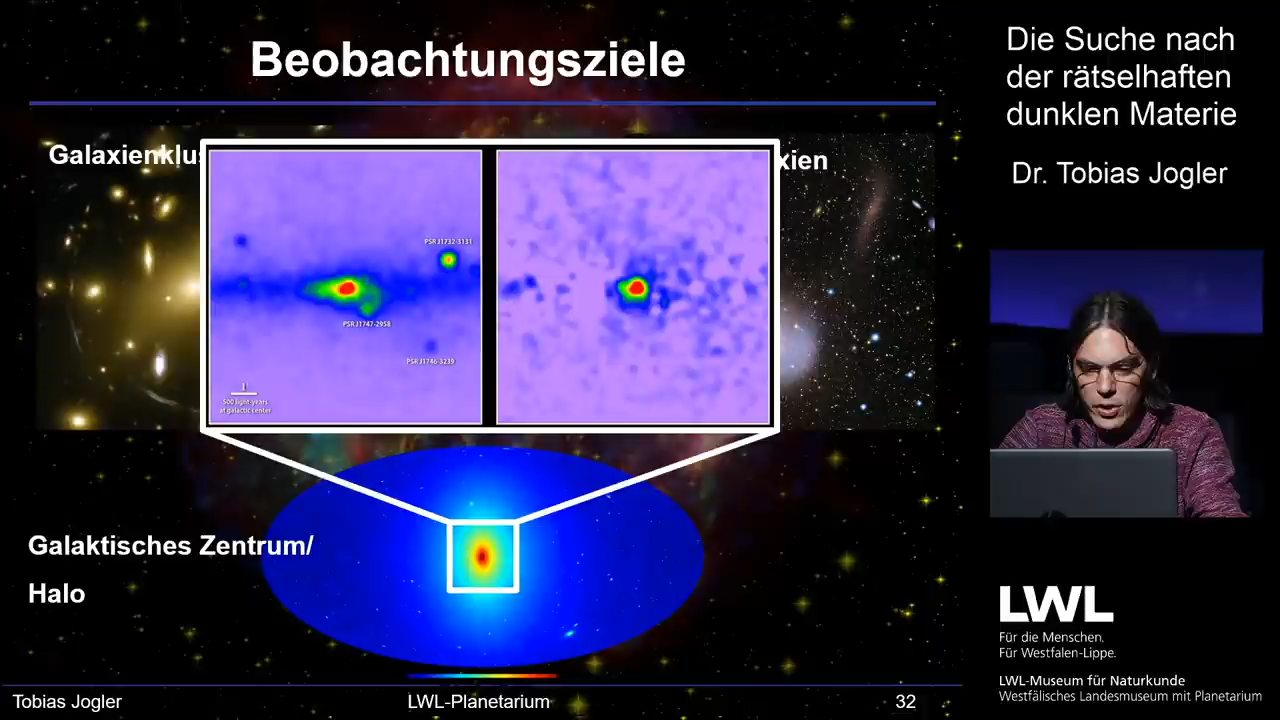 Beobachtungsziele
Galaxienklus
xien
PSR J1732-3131
PSR J1747-2958
PSR J1746-3239
500 light-years
at galactic center
Galaktisches Zentrum/
Halo
Tobias Jogler
LWL-Planetarium
32
Die Suche nach
der rätselhaften
dunklen Materie
Dr. Tobias Jogler
LWL
Für die Menschen.
Für Westfalen-Lippe.
LWL-Museum für Naturkunde
Westfälisches Landesmuseum mit Planetarium